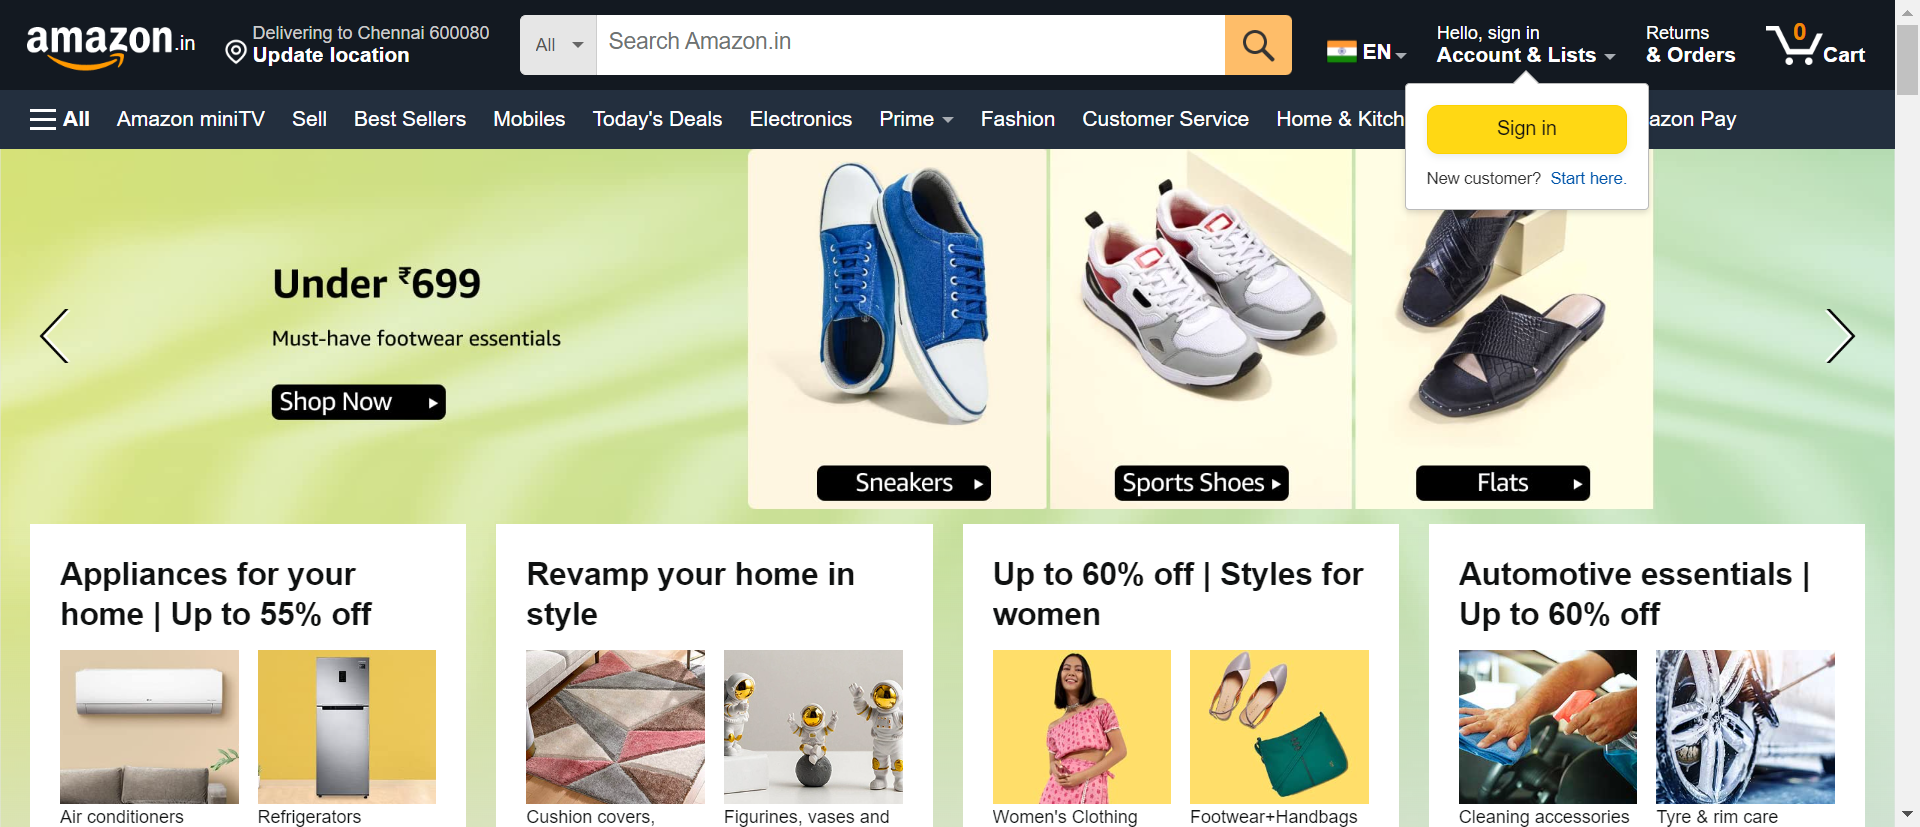 amazon.in
Delivering to Chennai 600080
Update location
All
Search Amazon.in
EN
Hello, sign in
Account & Lists
Returns
& Orders
0
Cart
All
Amazon miniTV
Sell
Best Sellers
Mobiles
Today's Deals
Electronics
Prime
Fashion
Customer Service
Home & Kitch
azon Pay
Sign in
New customer? Start here.
Under ₹699
Must-have footwear essentials
Shop Now
Sneakers
Sports Shoes
Flats
Appliances for your
home | Up to 55% off
Air conditioners
Refrigerators
Revamp your home in
style
Cushion covers,
Figurines, vases and
Up to 60% off | Styles for
women
Women's Clothing
Footwear+Handbags
Automotive essentials |
Up to 60% off
Cleaning accessories
Tyre & rim care